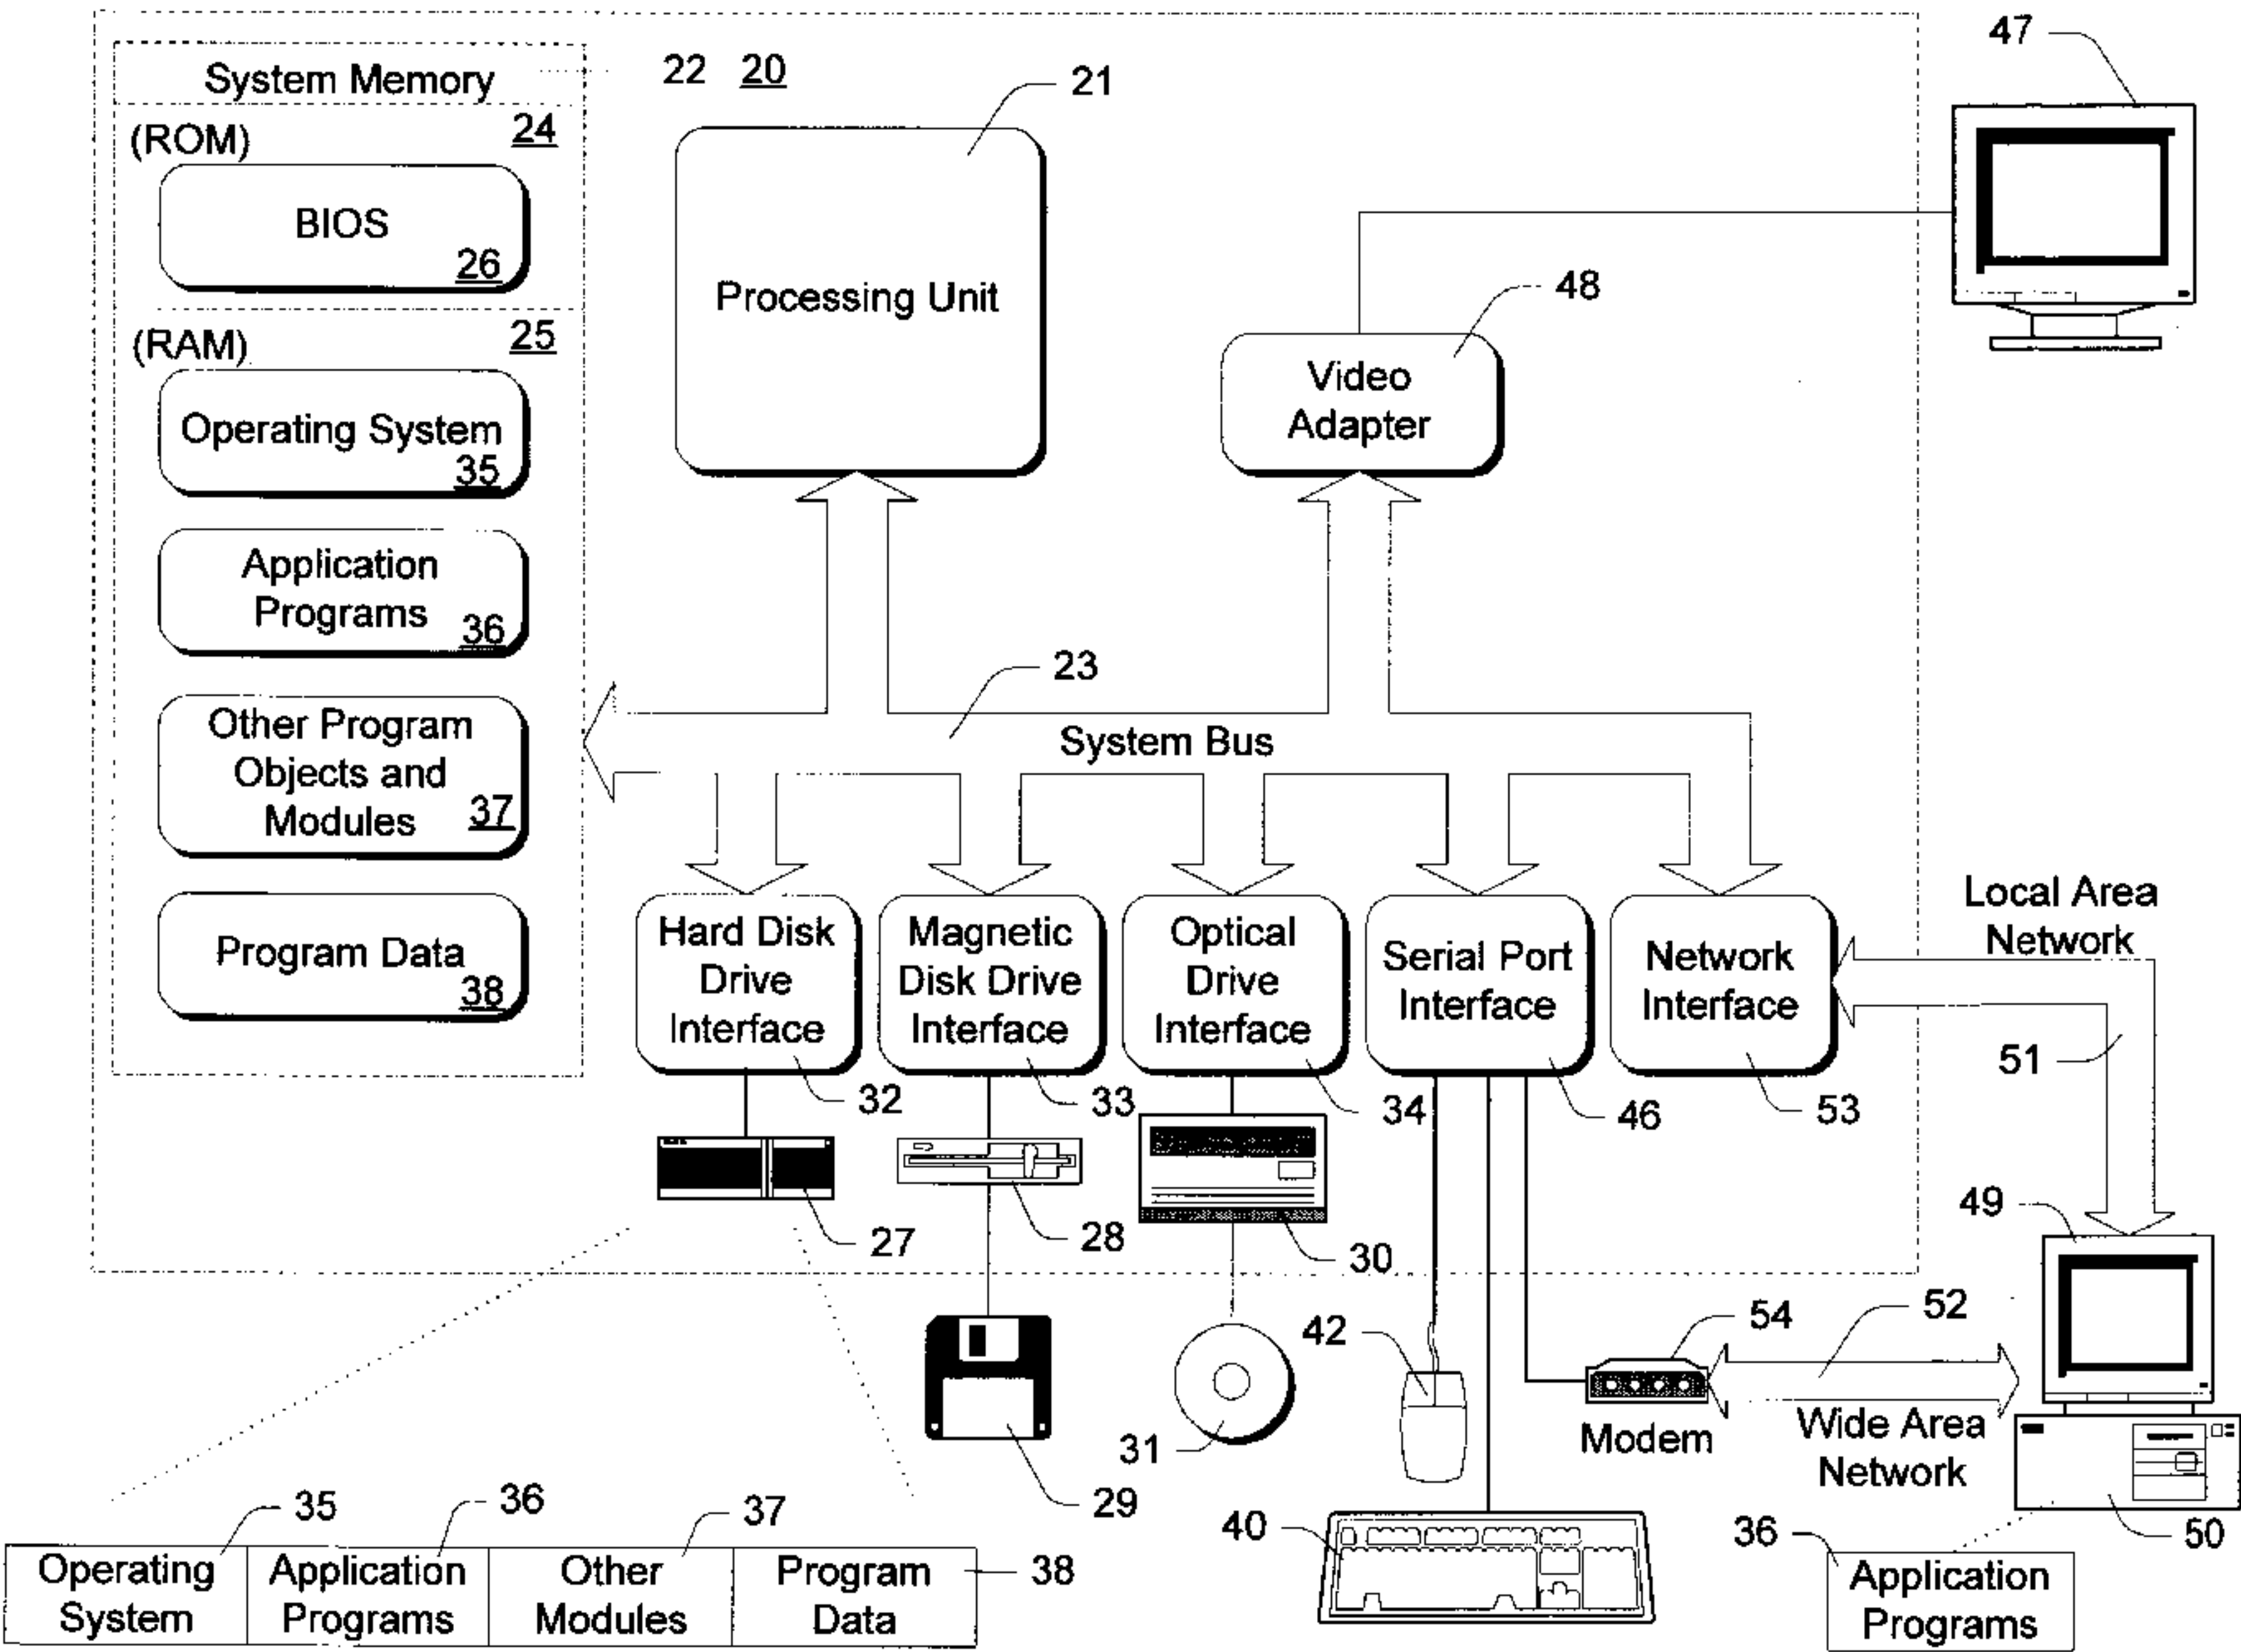 System Memory
22
20
21
47
(ROM)
24
BIOS
26
Processing Unit
48
(RAM)
25
Video
Adapter
Operating System
35
Application
Programs
36
23
System Bus
Other Program
Objects and
Modules
37
Program Data
38
Hard Disk
Drive
Interface
32
Magnetic
Disk Drive
Interface
33
Optical
Drive
Interface
34
Serial Port
Interface
46
Network
Interface
53
Local Area
Network
51
27
28
30
49
42
54
52
31
Modem
Wide Area
Network
29
40
50
35
36
37
38
Operating
System
Application
Programs
Other
Modules
Program
Data
36
Application
Programs